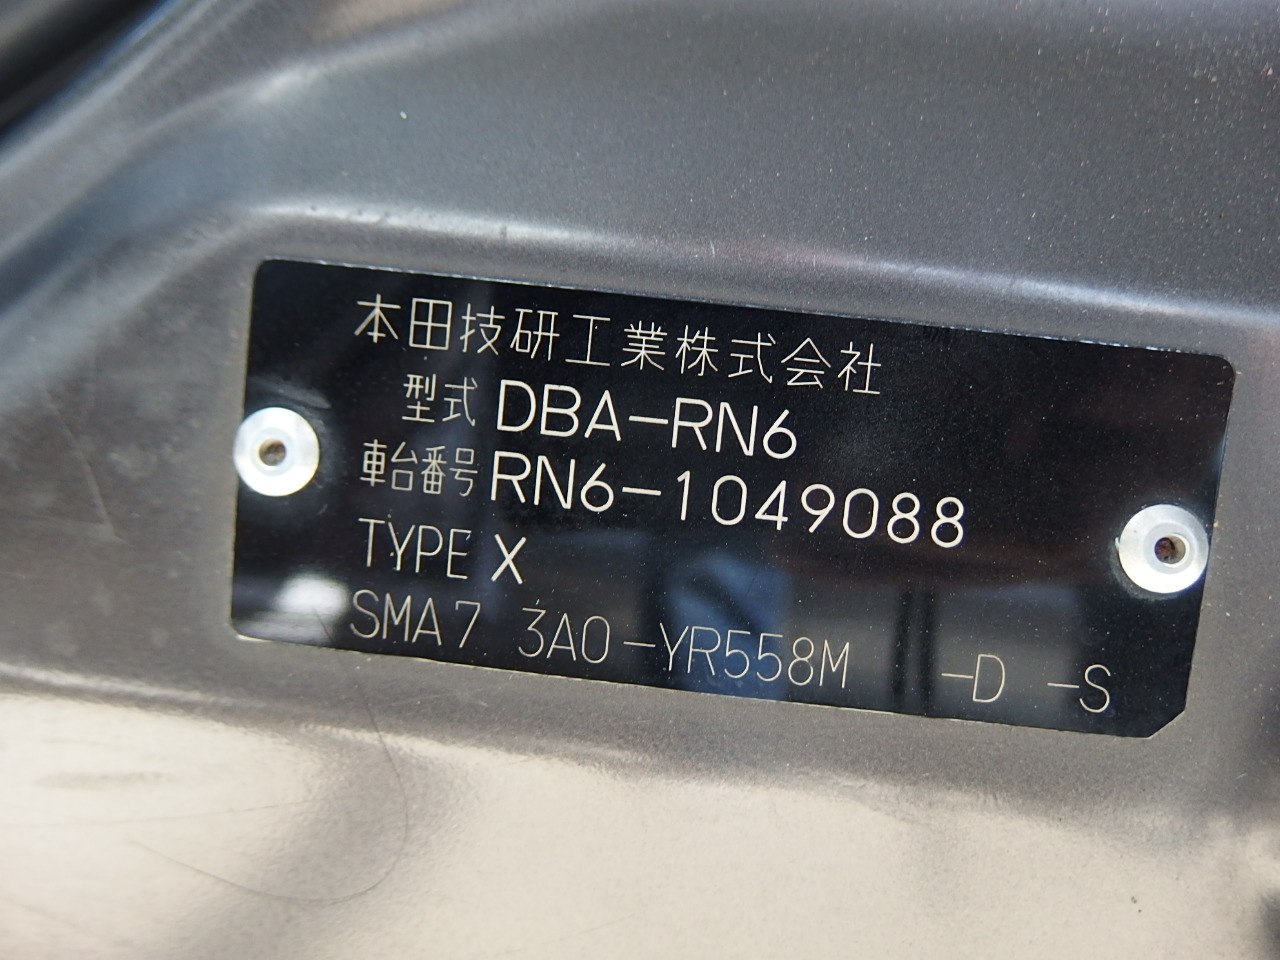 本田技研工業株式会社
型式 DBA-RN6
車台番号 RN6-1049088
TYPE X
SMA7 3A0-YR558M -D -S